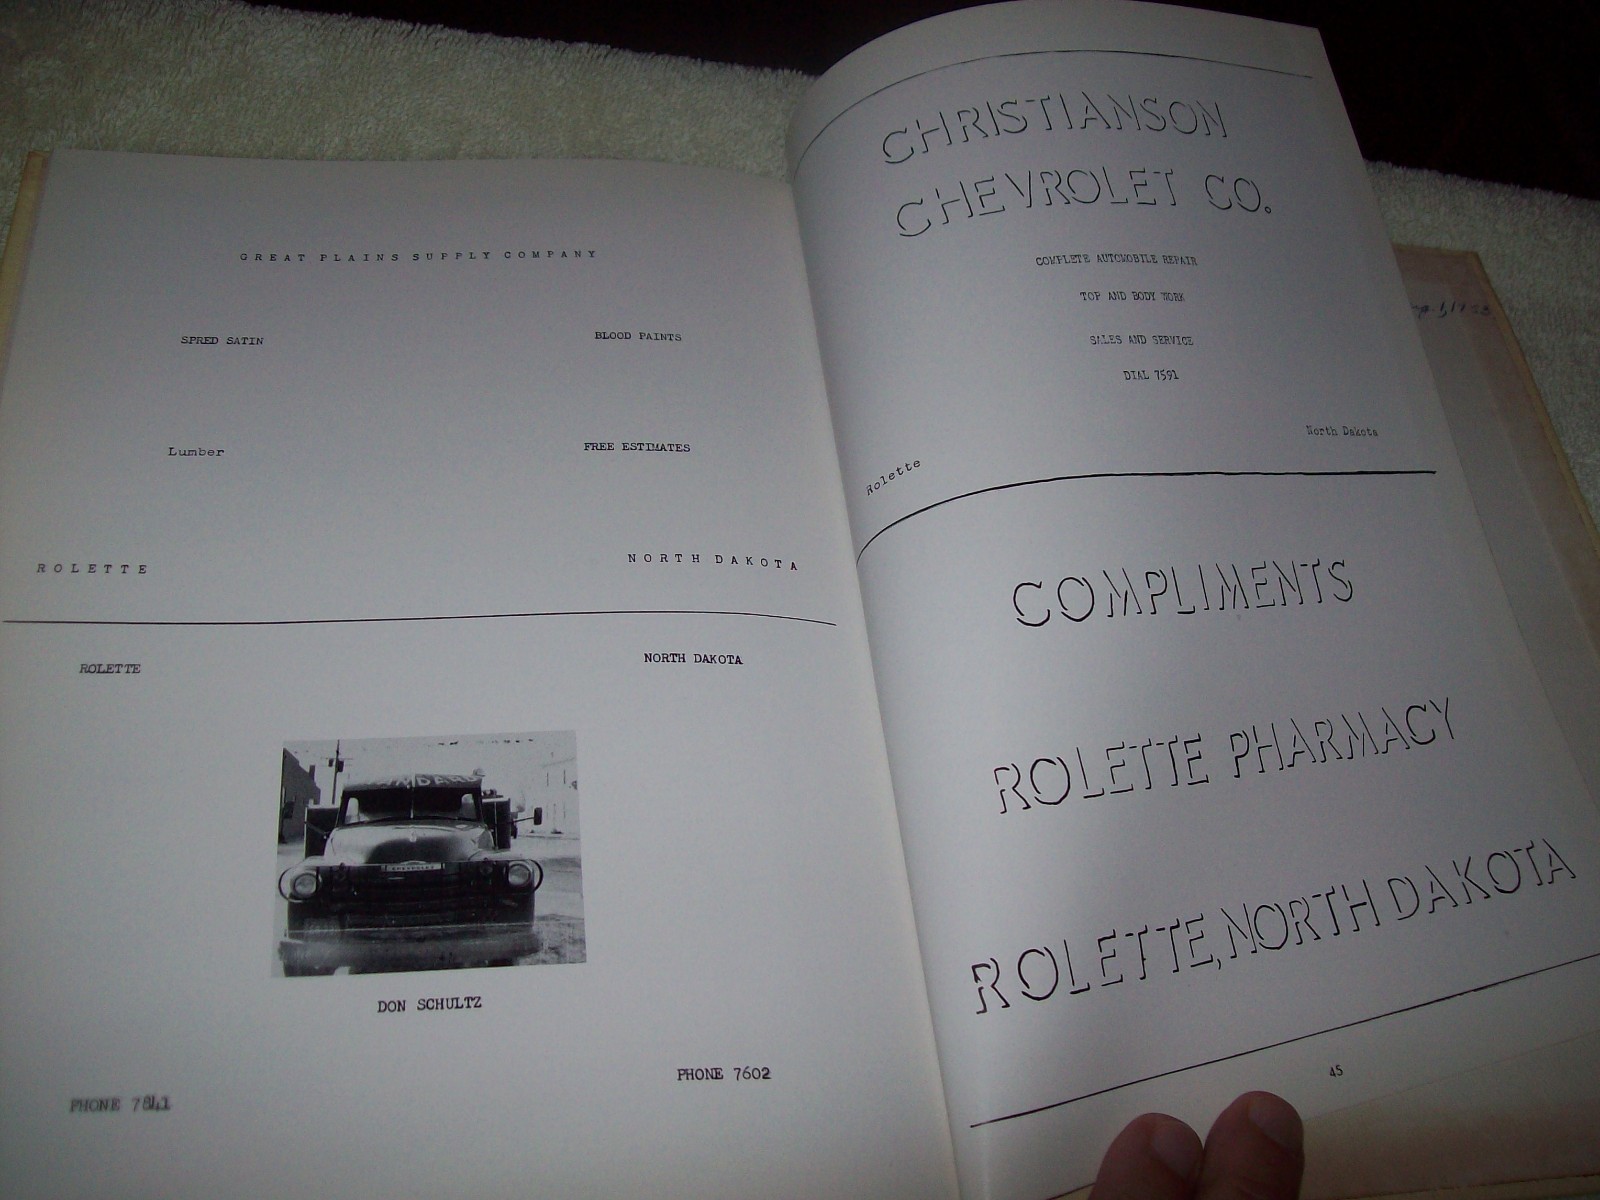 GREAT PLAINS SUPPLY COMPANY
SPRED SATIN
BLOOD PAINTS
Lumber
FREE ESTIMATES
ROLETTE
NORTH DAKOTA
ROLETTE
NORTH DAKOTA
CHEVROLET
DON SCHULTZ
PHONE 7602
PHONE 7841
CHRISTIANSON
CHEVROLET CO.
COMPLETE AUTOMOBILE REPAIR
TOP AND BODY WORK
SALES AND SERVICE
DIAL 7591
Rolette
North Dakota
COMPLIMENTS
ROLETTE PHARMACY
ROLETTE, NORTH DAKOTA
45